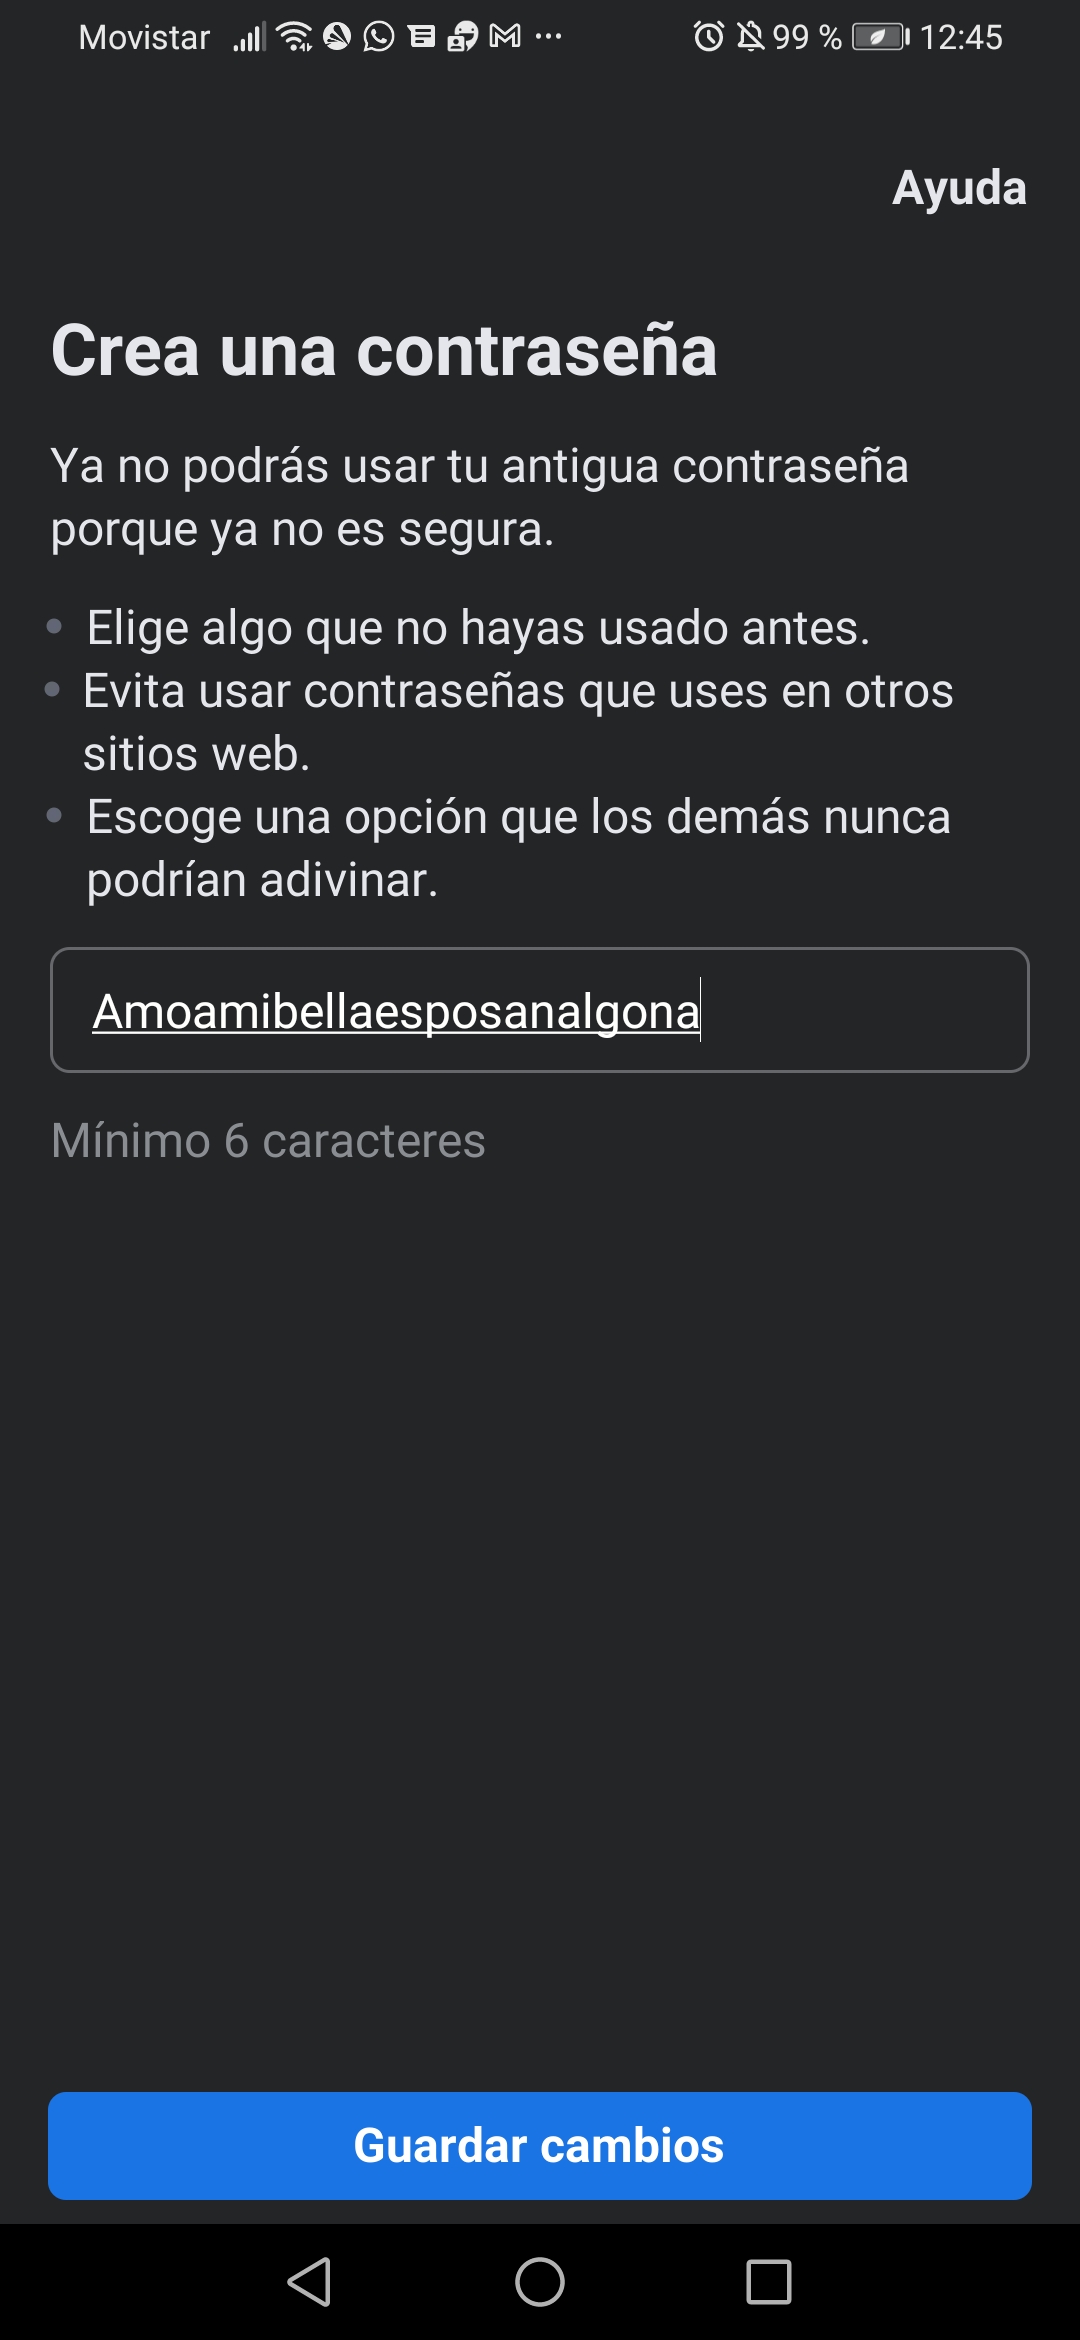 Movistar 99 % 12:45
Ayuda
Crea una contraseña
Ya no podrás usar tu antigua contraseña
porque ya no es segura.
• Elige algo que no hayas usado antes.
• Evita usar contraseñas que uses en otros
sitios web.
• Escoge una opción que los demás nunca
podrían adivinar.
Amoamibellaesposanalgona
Mínimo 6 caracteres
Guardar cambios